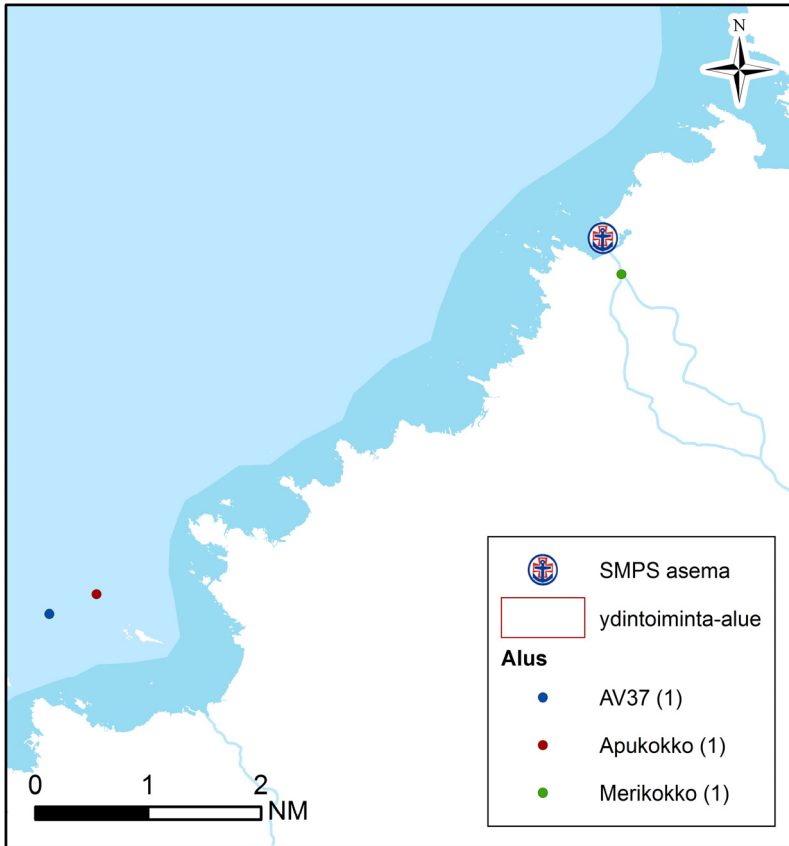 N
SMPS asema
ydintoiminta-alue
Alus
AV37 (1)
Apukokko (1)
Merikokko (1)
0 1 2
NM